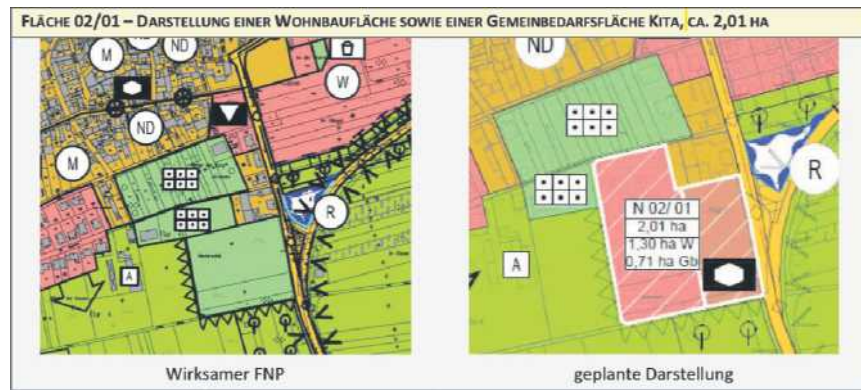 FLÄCHE 02/01 – DARSTELLUNG EINER WOHNBAUFLÄCHE SOWIE EINER GEMEINBEDARFSFLÄCHE KITA, CA. 2,01 HA
M
ND
ND
W
M
R
A
ND
R
A
N 02/ 01
2,01 ha
1,30 ha W
0,71 ha Gb
Wirksamer FNP
geplante Darstellung